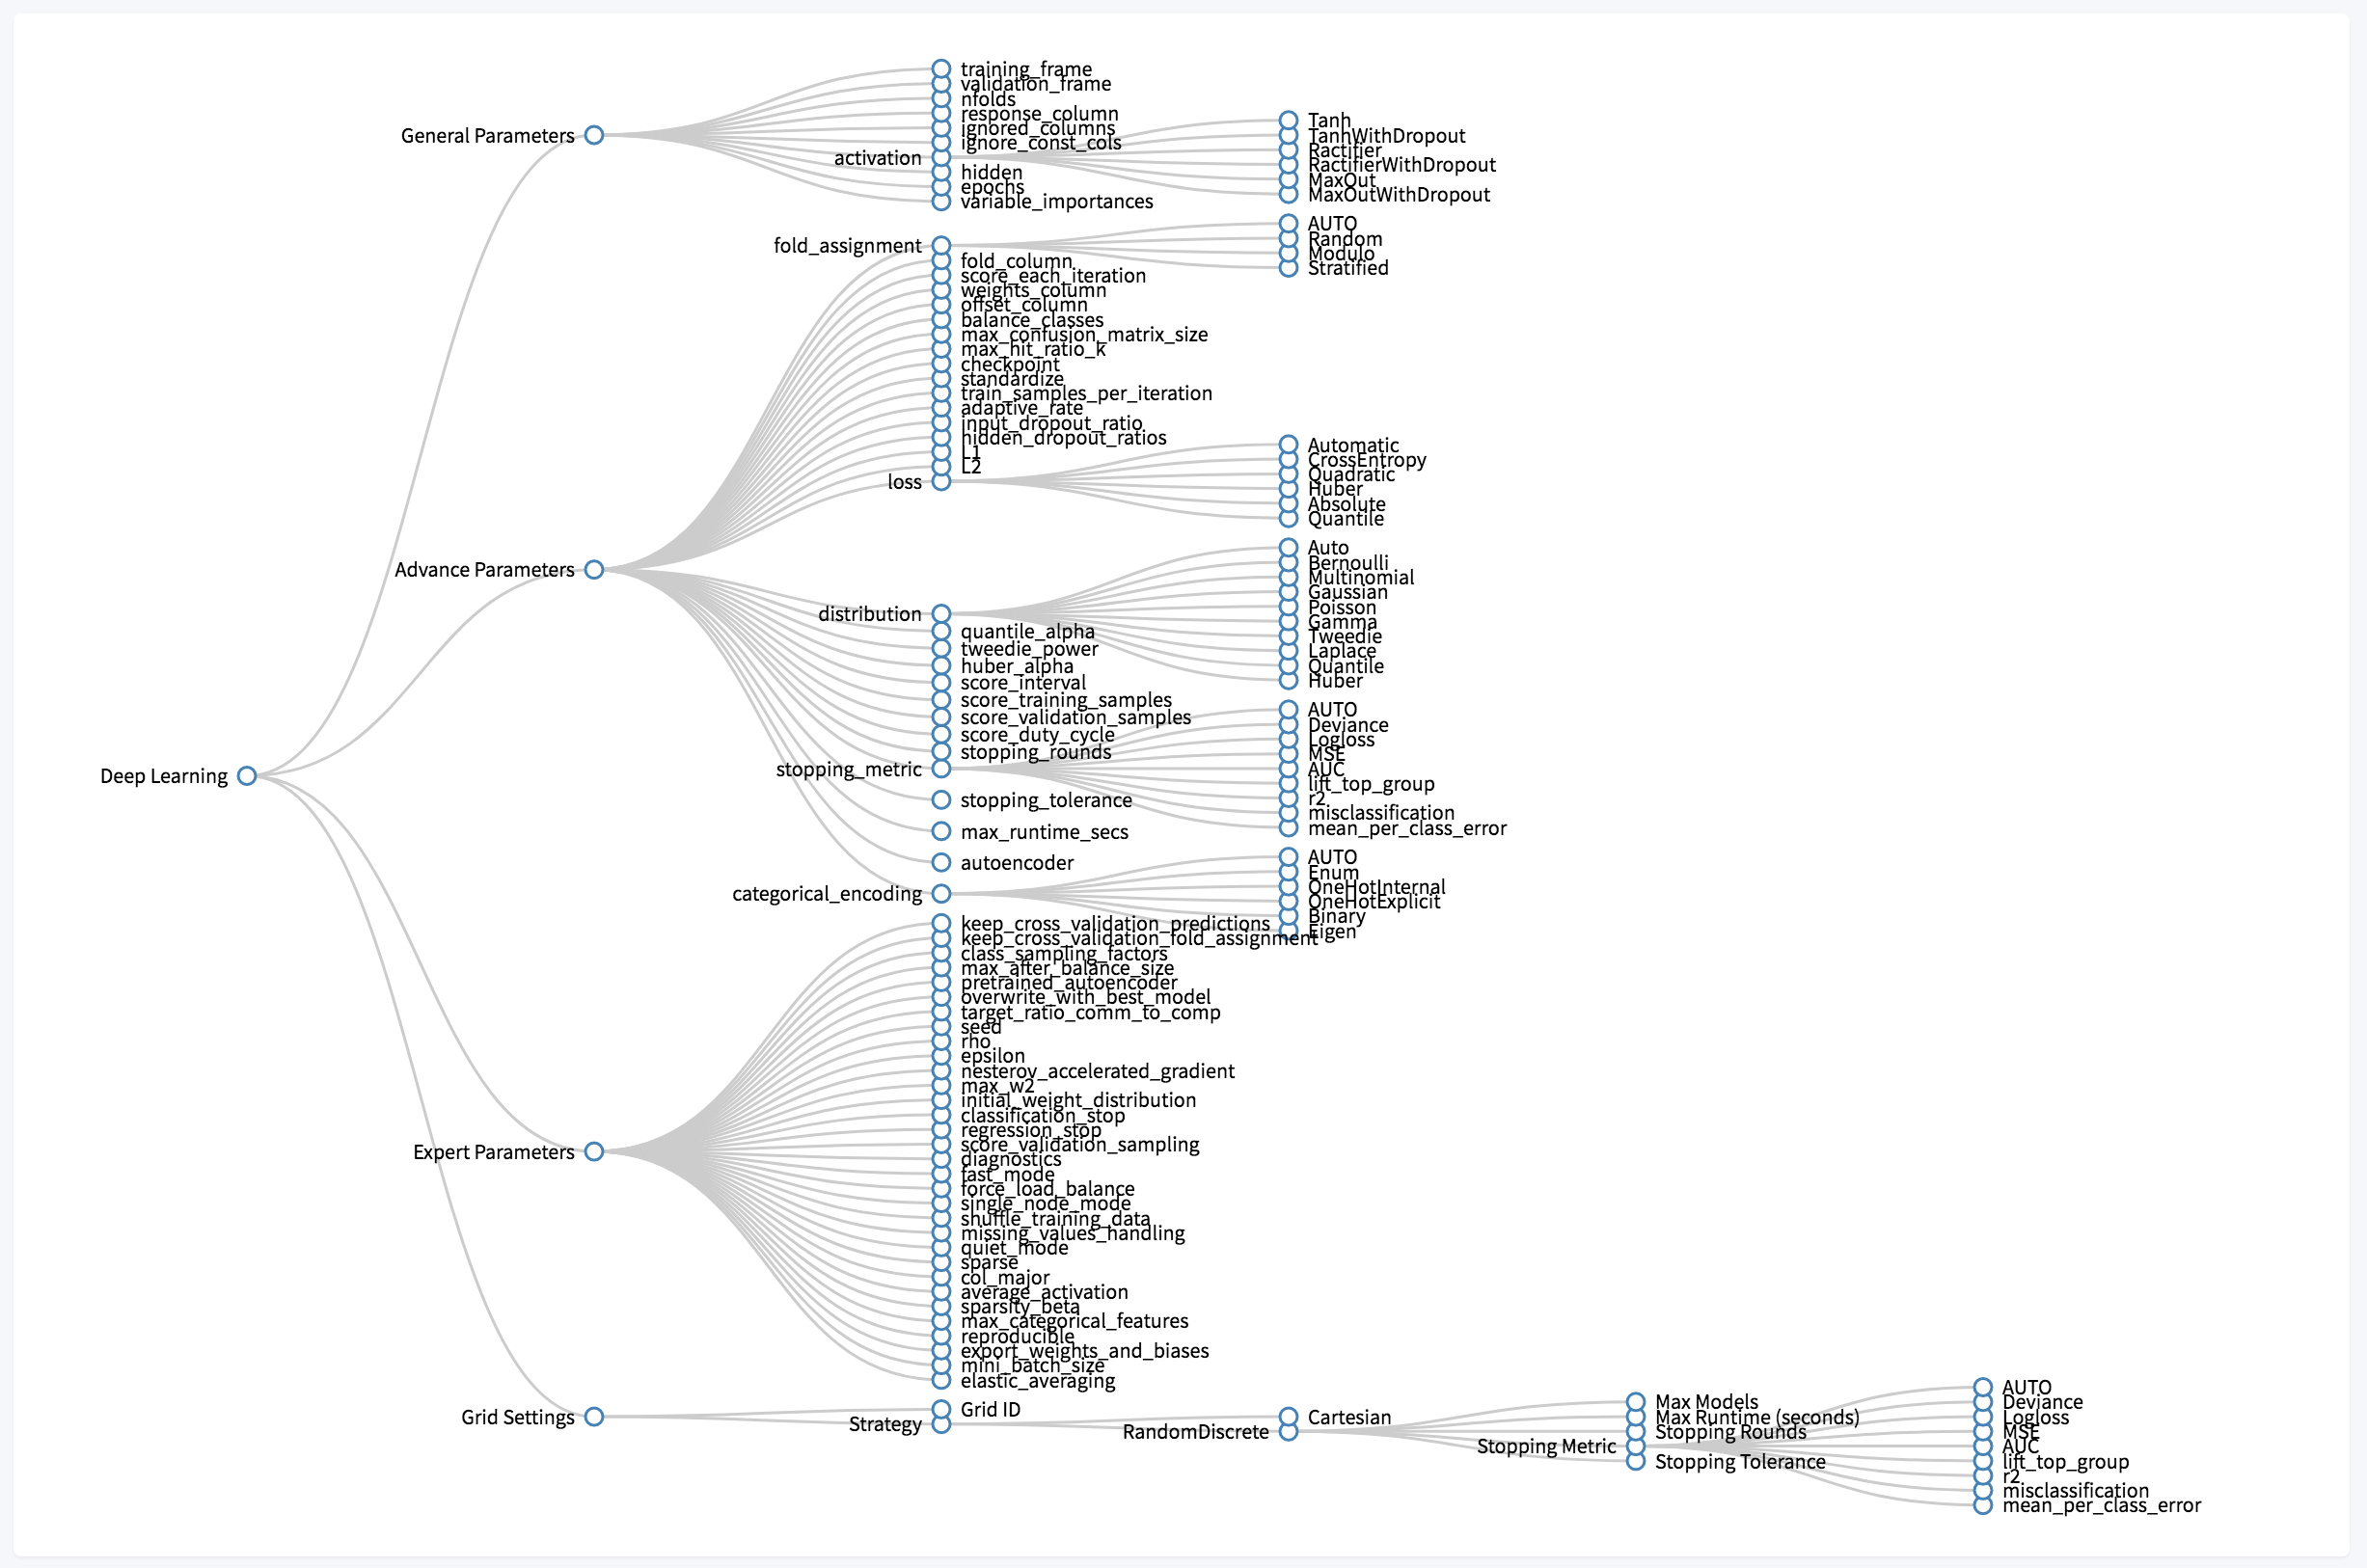 Deep Learning
General Parameters
training_frame
validation_frame
nfolds
response_column
ignored_columns
ignore_const_cols
activation
Tanh
TanhWithDropout
Ractifier
RactifierWithDropout
MaxOut
MaxOutWithDropout
hidden
epochs
variable_importances
Advance Parameters
fold_assignment
AUTO
Random
Modulo
Stratified
fold_column
score_each_iteration
weights_column
offset_column
balance_classes
max_confusion_matrix_size
max_hit_ratio_k
checkpoint
standardize
train_samples_per_iteration
adaptive_rate
input_dropout_ratio
hidden_dropout_ratios
L1
L2
loss
Automatic
CrossEntropy
Quadratic
Huber
Absolute
Quantile
distribution
Auto
Bernoulli
Multinomial
Gaussian
Poisson
Gamma
Tweedie
Laplace
Quantile
Huber
quantile_alpha
tweedie_power
huber_alpha
score_interval
score_training_samples
score_validation_samples
score_duty_cycle
stopping_rounds
stopping_metric
AUTO
Deviance
Logloss
MSE
AUC
lift_top_group
r2
misclassification
mean_per_class_error
stopping_tolerance
max_runtime_secs
autoencoder
categorical_encoding
AUTO
Enum
OneHotInternal
OneHotExplicit
Binary
Eigen
Expert Parameters
keep_cross_validation_predictions
keep_cross_validation_fold_assignment
class_sampling_factors
max_after_balance_size
pretrained_autoencoder
overwrite_with_best_model
target_ratio_comm_to_comp
seed
rho
epsilon
nesterov_accelerated_gradient
max_w2
initial_weight_distribution
classification_stop
regression_stop
score_validation_sampling
diagnostics
fast_mode
force_load_balance
single_node_mode
shuffle_training_data
missing_values_handling
quiet_mode
sparse
col_major
average_activation
sparsity_beta
max_categorical_features
reproducible
export_weights_and_biases
mini_batch_size
elastic_averaging
Grid Settings
Grid ID
Strategy
Cartesian
RandomDiscrete
Max Models
Max Runtime (seconds)
Stopping Rounds
Stopping Metric
AUTO
Deviance
Logloss
MSE
AUC
lift_top_group
r2
misclassification
mean_per_class_error
Stopping Tolerance